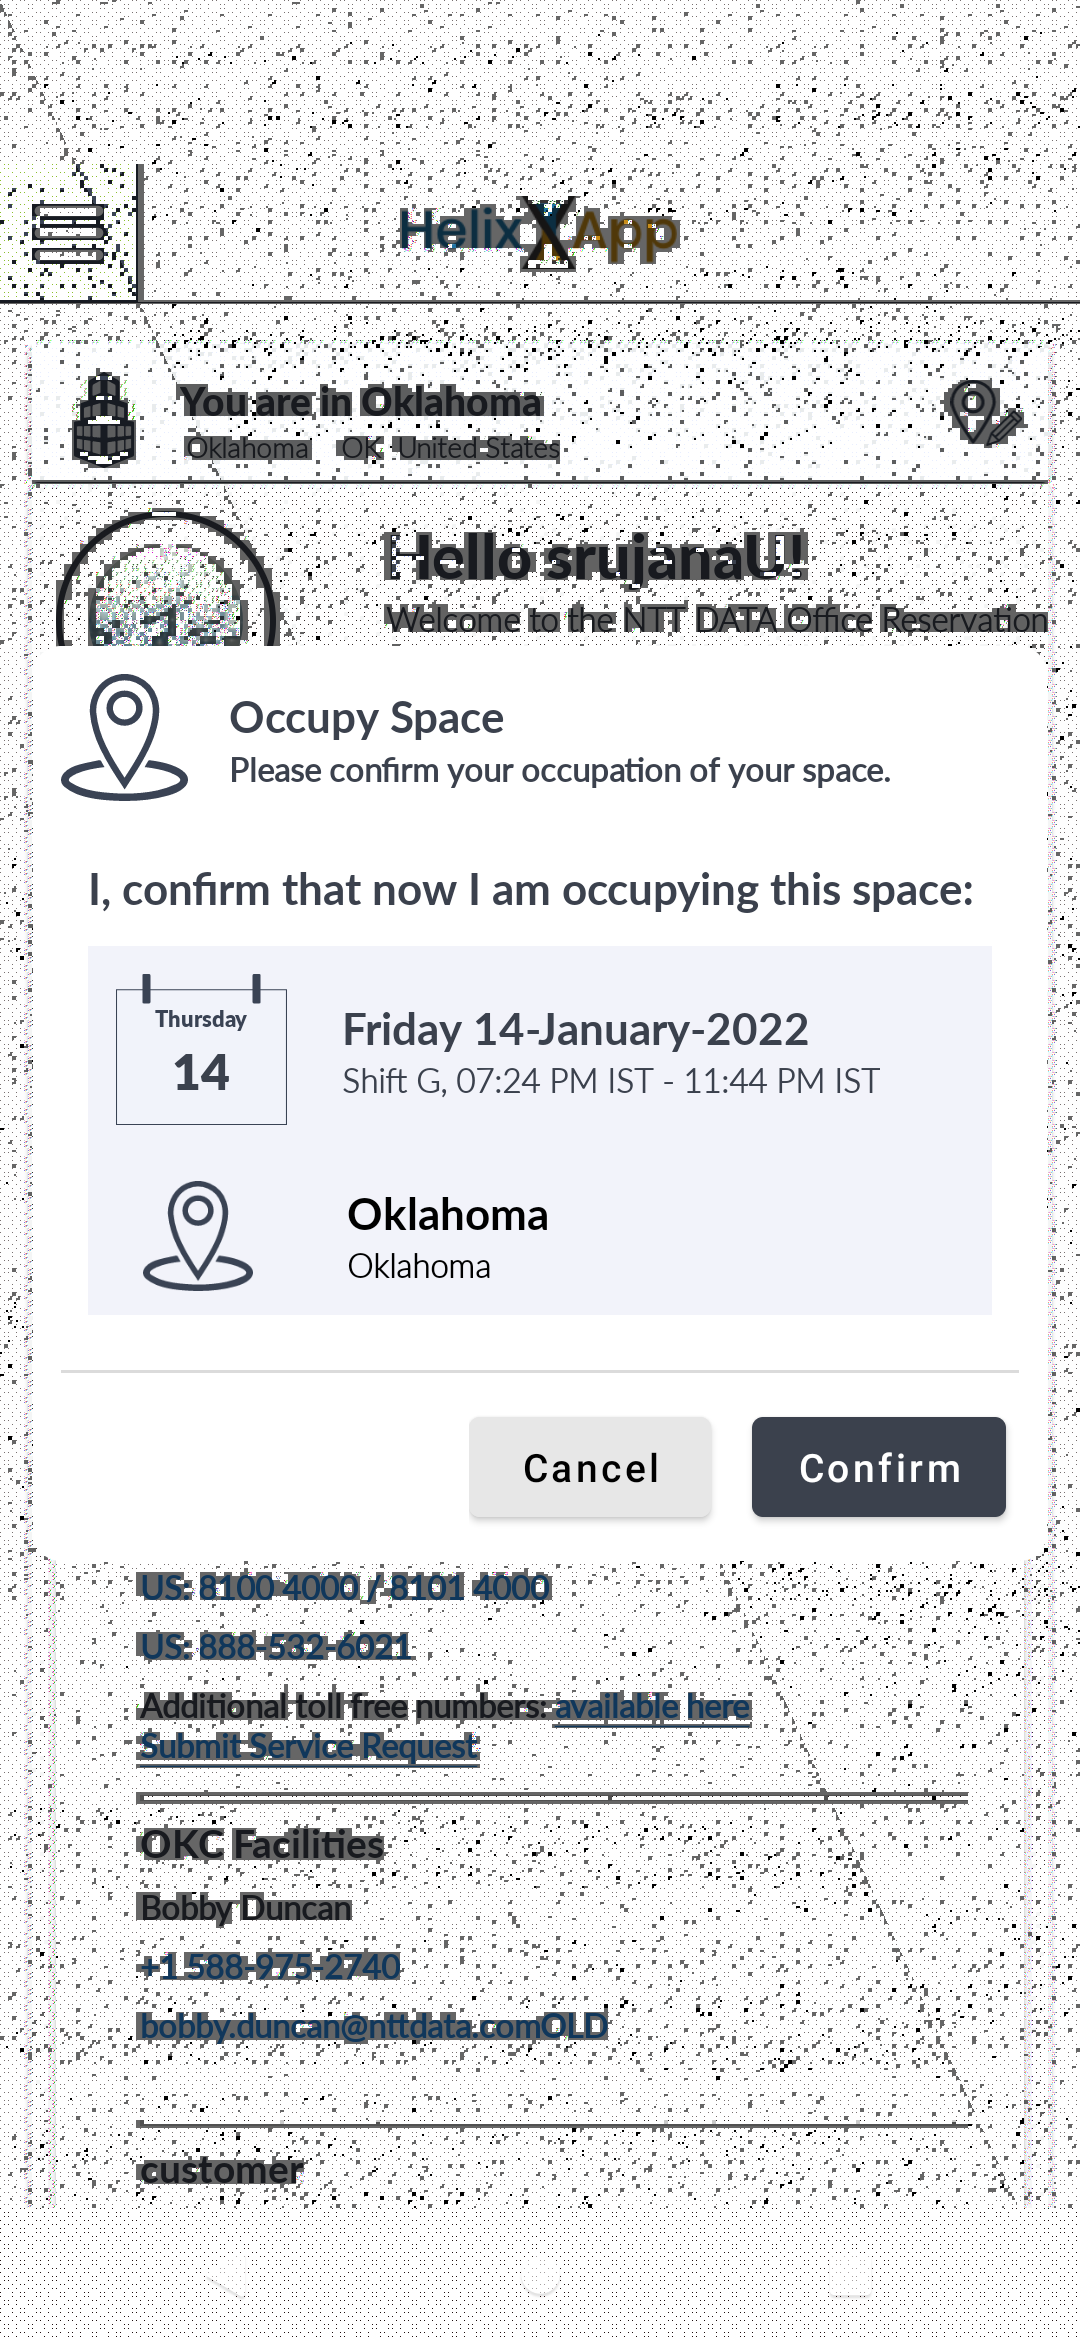 HelixXApp
You are in Oklahoma
Oklahoma OK United States
Hello srujanaU!
Welcome to the NTT DATA Office Reservation
Occupy Space
Please confirm your occupation of your space.
I, confirm that now I am occupying this space:
Thursday
14
Friday 14-January-2022
Shift G, 07:24 PM IST - 11:44 PM IST
Oklahoma
Oklahoma
Cancel
Confirm
US: 8100 4000 / 8101 4000
US: 888-532-6021
Additional toll free numbers: available here
Submit Service Request
OKC Facilities
Bobby Duncan
+1 588-975-2740
bobby.duncan@nttdata.comOLD
customer